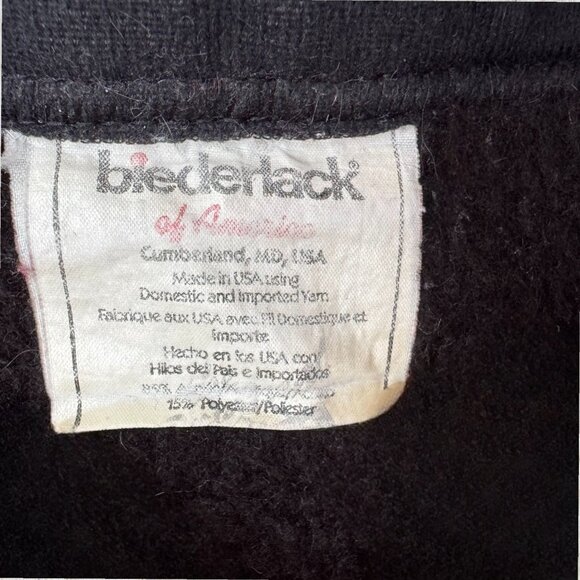 biederlack®
of America
Cumberland, MD, USA
Made in USA using
Domestic and Imported Yarn
Fabrique aux USA avec Fil Domestique et
Importe
Hecho en los USA con
Hilos del Pais e Importados
85%
15% Polyester/Poliester